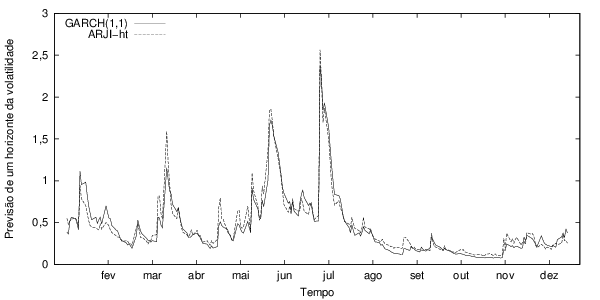 3
2,5
2
1,5
1
0,5
0
Previsão de um horizonte da volatilidade
GARCH(1,1)
ARJI−ht
fev mar abr mai jun jul ago set out nov dez
Tempo